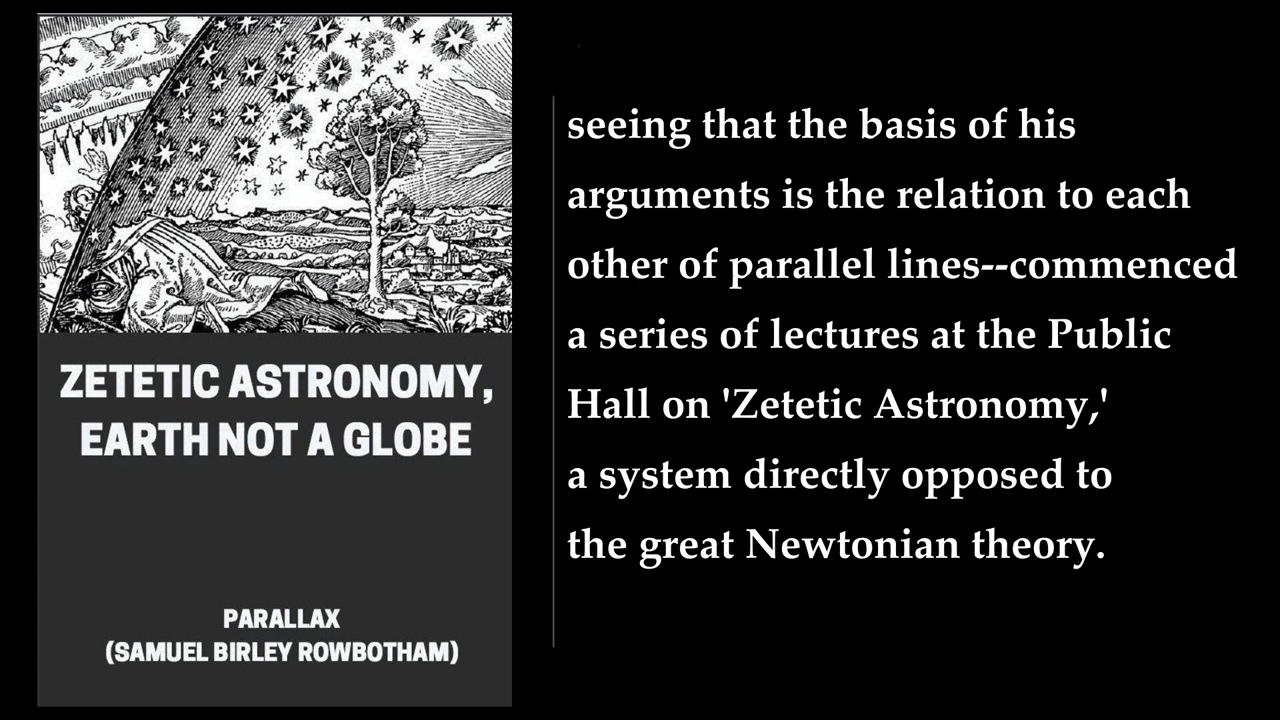 ZETETIC ASTRONOMY,
EARTH NOT A GLOBE
PARALLAX
(SAMUEL BIRLEY ROWBOTHAM)
seeing that the basis of his
arguments is the relation to each
other of parallel lines--commenced
a series of lectures at the Public
Hall on 'Zetetic Astronomy,'
a system directly opposed to
the great Newtonian theory.